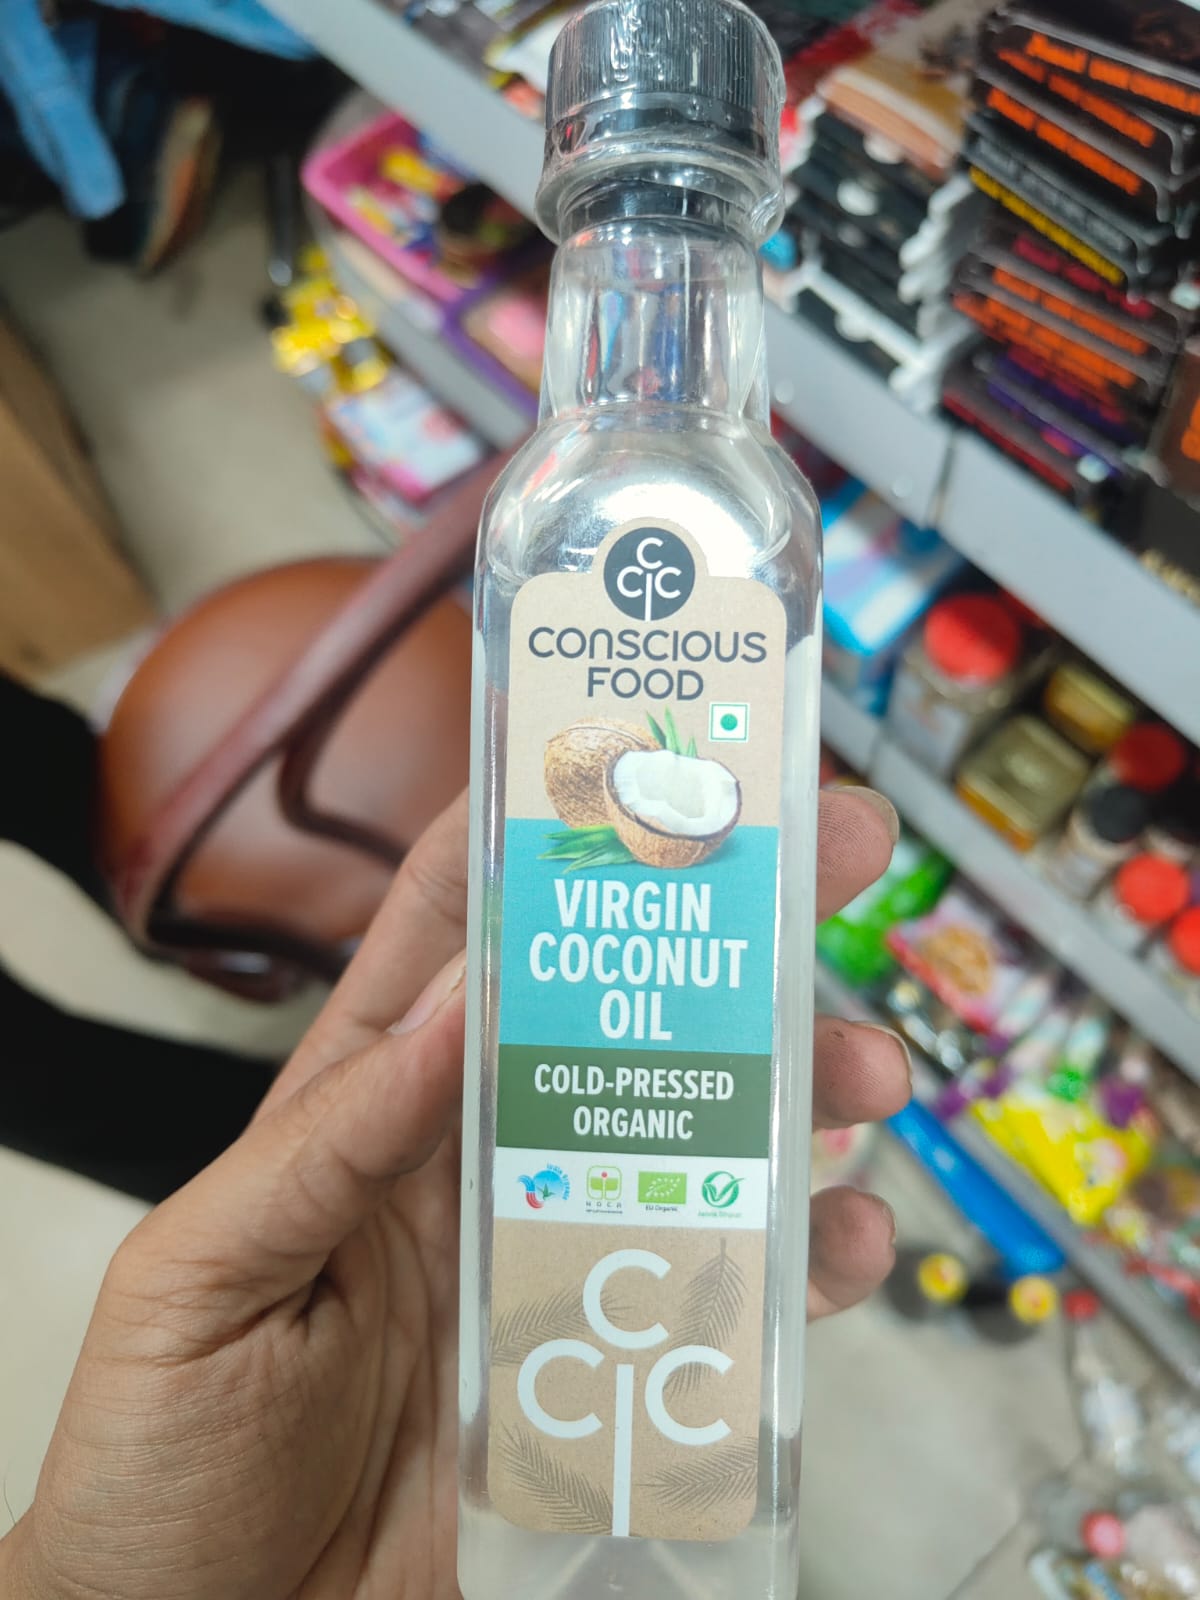 C
C C
CONSCIOUS
FOOD
VIRGIN
COCONUT
OIL
COLD-PRESSED
ORGANIC
EU Organic
C
C C